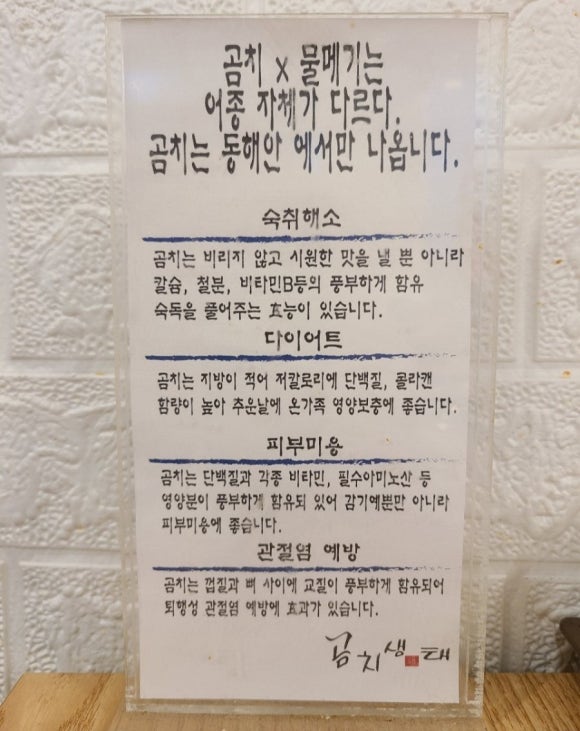 곰치 x 물메기는
어종 자체가 다르다.
곰치는 동해안 에서만 나옵니다.
숙취해소
곰치는 비리지 않고 시원한 맛을 낼 뿐 아니라
칼슘, 철분, 비타민B등의 풍부하게 함유
숙독을 풀어주는 효능이 있습니다.
다이어트
곰치는 지방이 적어 저칼로리에 단백질, 콜라캔
함량이 높아 추운날에 온가족 영양보충에 좋습니다.
피부미용
곰치는 단백질과 각종 비타민, 필수아미노산 등
영양분이 풍부하게 함유되 있어 감기예뿐만 아니라
피부미용에 좋습니다.
관절염 예방
곰치는 껍질과 뼈 사이에 교질이 풍부하게 함유되어
퇴행성 관절염 예방에 효과가 있습니다.
곰치생태